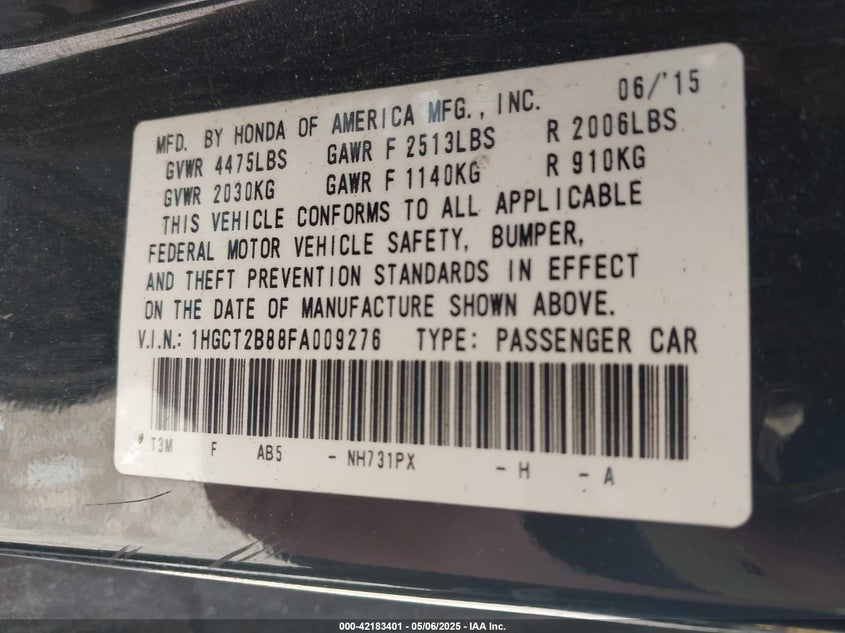 06/'15
MFD. BY HONDA OF AMERICA MFG., INC.
GVWR 4475LBS GAWR F 2513LBS R 2006LBS
GVWR 2030KG GAWR F 1140KG R 910KG
THIS VEHICLE CONFORMS TO ALL APPLICABLE
FEDERAL MOTOR VEHICLE SAFETY, BUMPER,
AND THEFT PREVENTION STANDARDS IN EFFECT
ON THE DATE OF MANUFACTURE SHOWN ABOVE.
V.I.N.: 1HGCT2B88FA009276 TYPE: PASSENGER CAR
T3M F AB5 - NH731PX - H - A
000-42183401 - 05/06/2025 - IAA Inc.